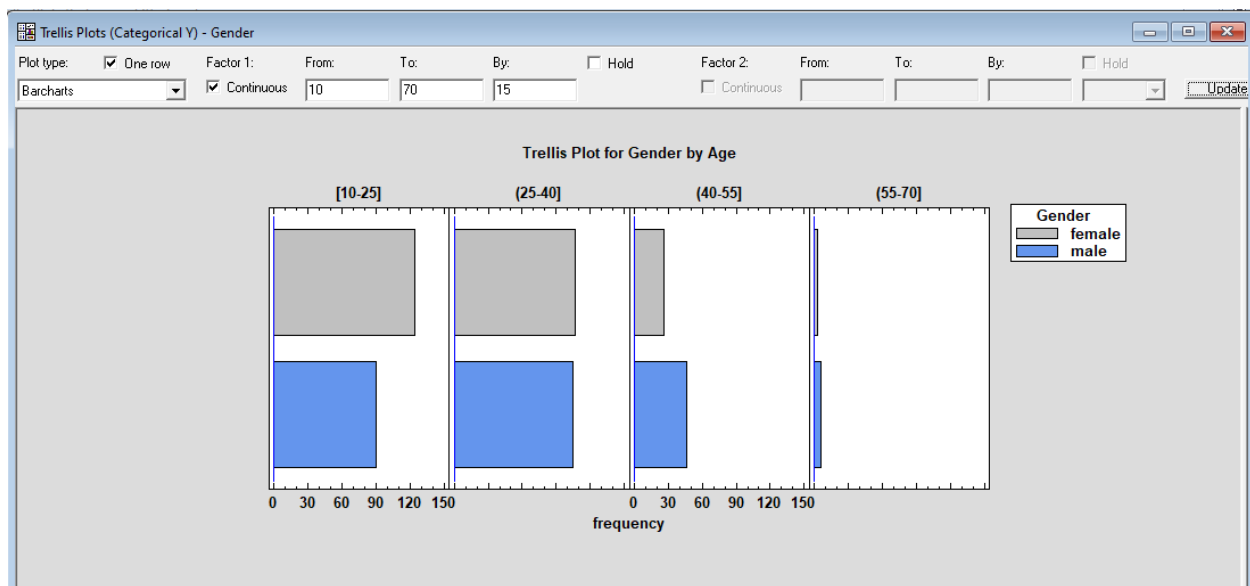 Trellis Plots (Categorical Y) - Gender
Plot type: One row Factor 1: From: To: By: Hold Factor 2: From: To: By: Hold
Barcharts Continuous 10 70 15 Continuous Update
Trellis Plot for Gender by Age
[10-25] (25-40] (40-55] (55-70]
Gender
female
male
0 30 60 90 120 150 0 30 60 90 120 150
frequency